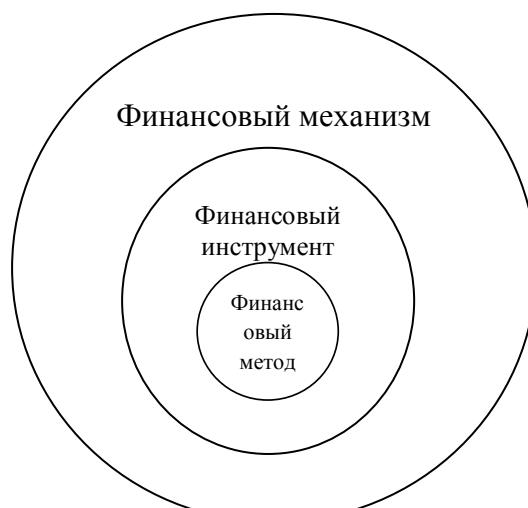 Финансовый механизм
Финансовый
инструмент
Финанс
овый
метод